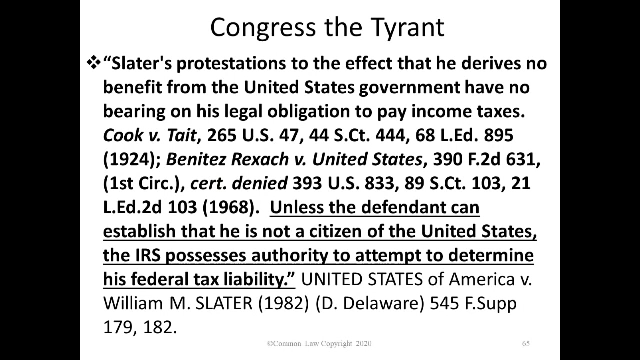 Congress the Tyrant
❖“Slater's protestations to the effect that he derives no
benefit from the United States government have no
bearing on his legal obligation to pay income taxes.
Cook v. Tait, 265 U.S. 47, 44 S.Ct. 444, 68 L.Ed. 895
(1924); Benitez Rexach v. United States, 390 F.2d 631,
(1st Circ.), cert. denied 393 U.S. 833, 89 S.Ct. 103, 21
L.Ed.2d 103 (1968). Unless the defendant can
establish that he is not a citizen of the United States,
the IRS possesses authority to attempt to determine
his federal tax liability.” UNITED STATES of America v.
William M. SLATER (1982) (D. Delaware) 545 F.Supp
179, 182.
©Common Law Copyright 2020
65